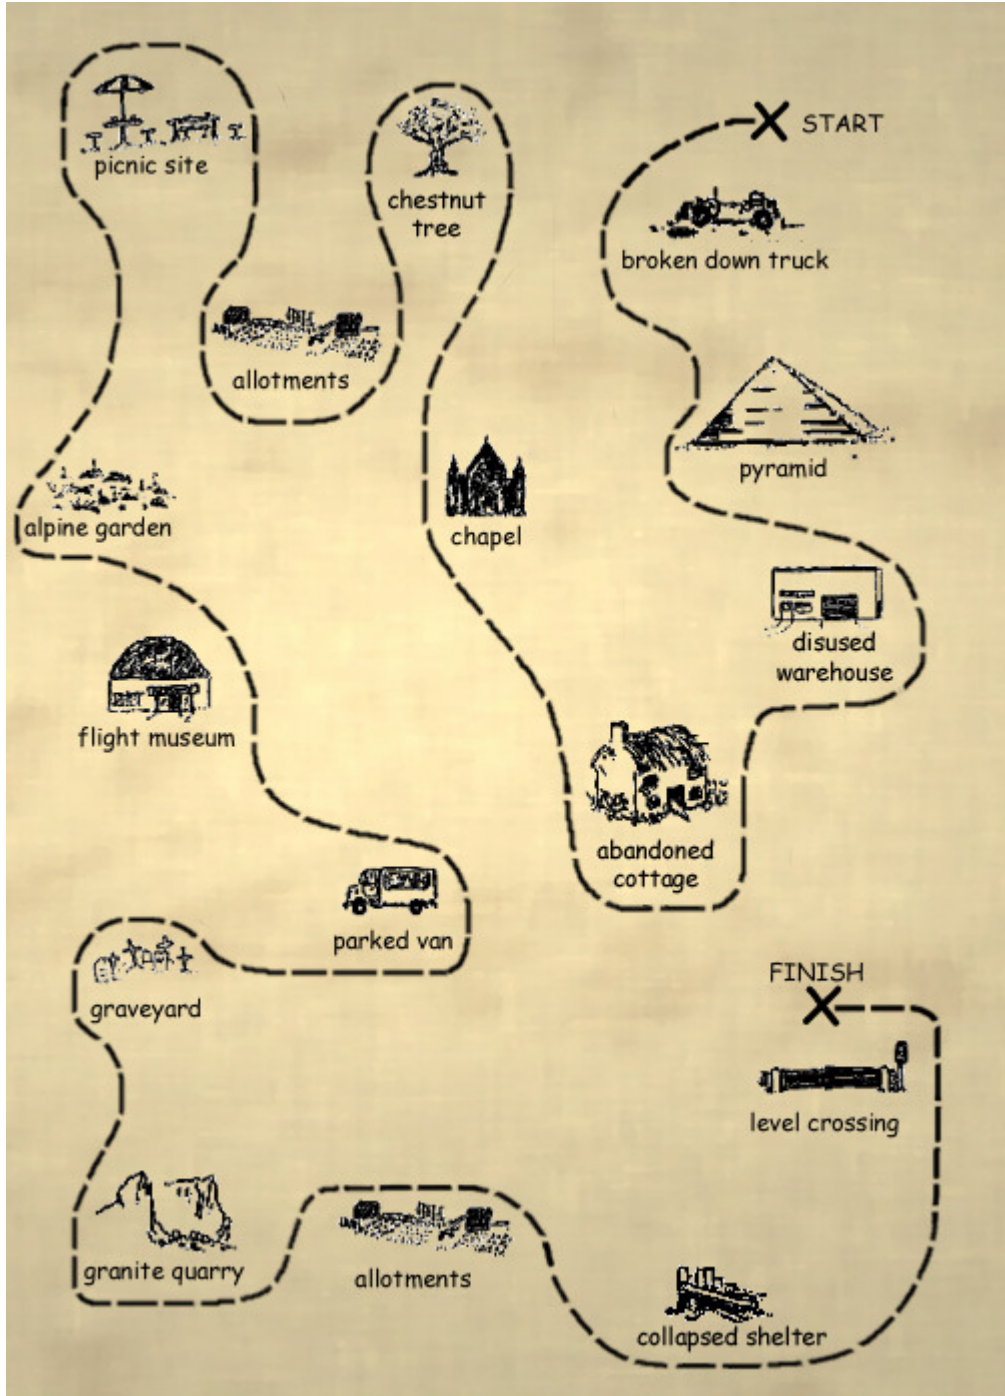 START
picnic site
chestnut
tree
broken down truck
allotments
pyramid
alpine garden
chapel
disused
warehouse
flight museum
abandoned
cottage
parked van
FINISH
graveyard
level crossing
granite quarry
allotments
collapsed shelter